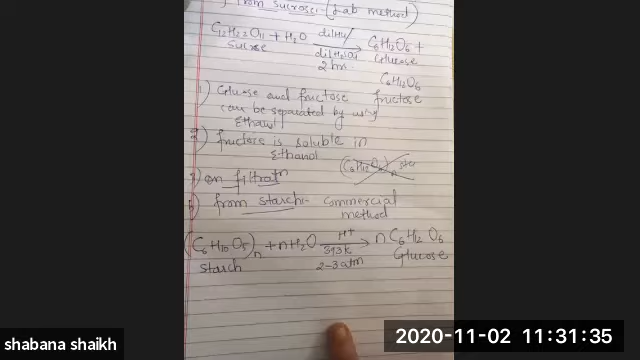 from sucrose:- (Lab method)
C12H22O11 + H2O dil HCl/ dil H2SO4 2 hrs. → C6H12O6 +
Sucrose Glucose
C6H12O6
1) Glucose and fructose fructose
can be separated by using
Ethanol
2) fructose is soluble in
Ethanol
(C6H12O6)n
3) on filtratn
b) from starch:- commercial
method
(C6H10O5)n + nH2O H+ 393K 2-3 atm → n C6H12O6
starch Glucose
shabana shaikh
2020-11-02 11:31:35